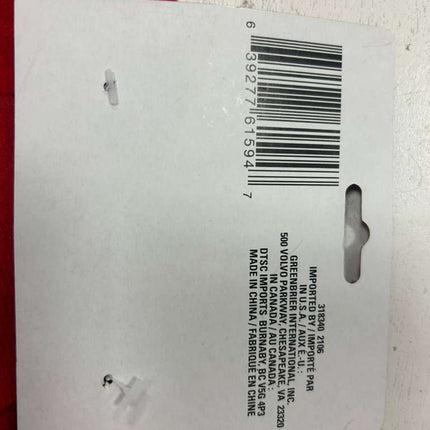 6 39277 61594 7
318340 2106
IMPORTED BY / IMPORTÉ PAR
IN U.S.A. / AUX É.-U. :
GREENBRIER INTERNATIONAL, INC.
500 VOLVO PARKWAY, CHESAPEAKE, VA 23320
IN CANADA / AU CANADA :
DTSC IMPORTS BURNABY, BC V5G 4P3
MADE IN CHINA / FABRIQUÉ EN CHINE